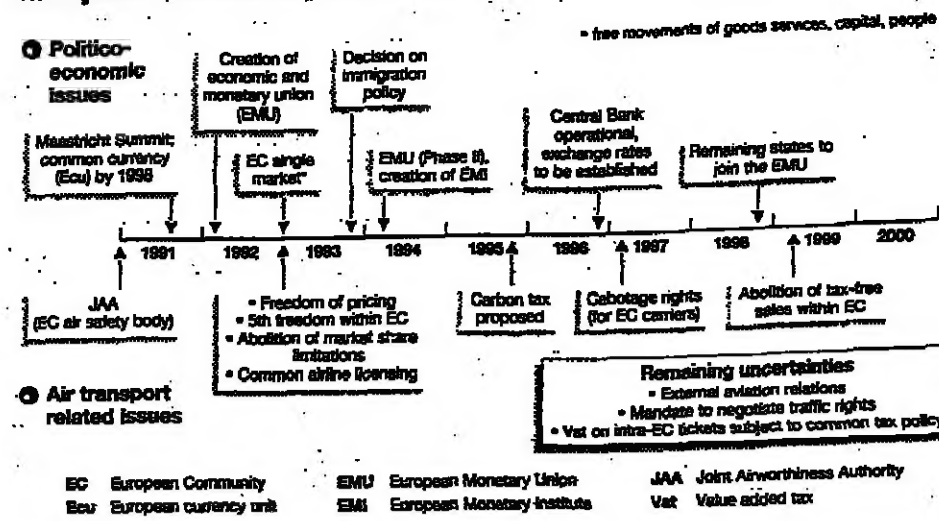 * free movements of goods services, capital, people
Politico-
economic
issues
Creation of
economic and
monetary union
(EMU)
Decision on
immigration
policy
Maastricht Summit:
common currency
(Ecu) by 1998
EC single
market*
EMU (Phase II),
creation of EMI
Central Bank
operational,
exchange rates
to be established
Remaining states to
join the EMU
1991 1992 1993 1994 1995 1996 1997 1998 1999 2000
JAA
(EC air safety body)
• Freedom of pricing
• 5th freedom within EC
• Abolition of market share
limitations
• Common airline licensing
Carbon tax
proposed
Cabotage rights
(for EC carriers)
Abolition of tax-free
sales within EC
Air transport
related issues
Remaining uncertainties
• External aviation relations
• Mandate to negotiate traffic rights
• Vat on intra-EC tickets subject to common tax policy
EC European Community
Ecu European currency unit
EMU European Monetary Union
EMI European Monetary Institute
JAA Joint Airworthiness Authority
Vat Value added tax